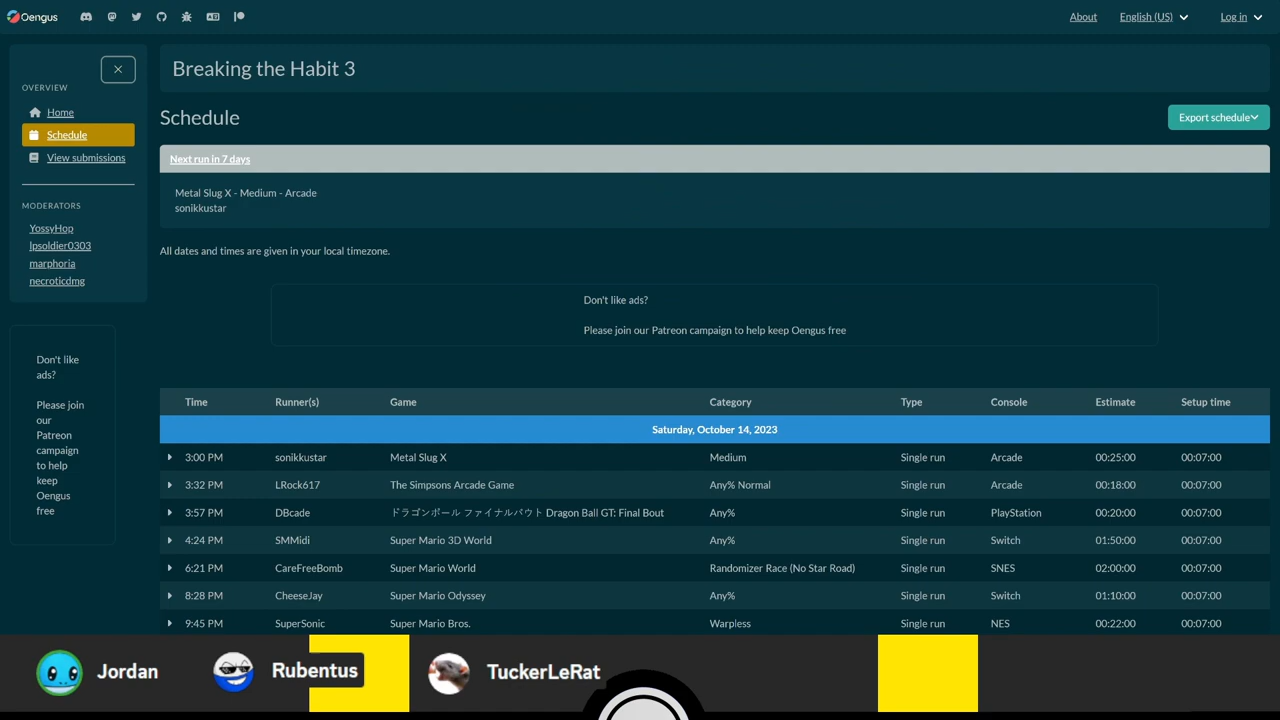 Oengus
About
English (US)
Log in
OVERVIEW
Home
Schedule
View submissions
MODERATORS
YossyHop
lpsoldier0303
marphoria
necroticdmg
Don't like
ads?
Please join
our
Patreon
campaign
to help
keep
Oengus
free
Breaking the Habit 3
Schedule
Export schedule
Next run in 7 days
Metal Slug X - Medium - Arcade
sonikkustar
All dates and times are given in your local timezone.
Don't like ads?
Please join our Patreon campaign to help keep Oengus free
Time Runner(s) Game Category Type Console Estimate Setup time
Saturday, October 14, 2023
3:00 PM sonikkustar Metal Slug X Medium Single run Arcade 00:25:00 00:07:00
3:32 PM LRock617 The Simpsons Arcade Game Any% Normal Single run Arcade 00:18:00 00:07:00
3:57 PM DBcade ドラゴンボール ファイナルバウト Dragon Ball GT: Final Bout Any% Single run PlayStation 00:20:00 00:07:00
4:24 PM SMMidi Super Mario 3D World Any% Single run Switch 01:50:00 00:07:00
6:21 PM CareFreeBomb Super Mario World Randomizer Race (No Star Road) Single run SNES 02:00:00 00:07:00
8:28 PM CheeseJay Super Mario Odyssey Any% Single run Switch 01:10:00 00:07:00
9:45 PM SuperSonic Super Mario Bros. Warpless Single run NES 00:22:00 00:07:00
Jordan Rubentus TuckerLeRat